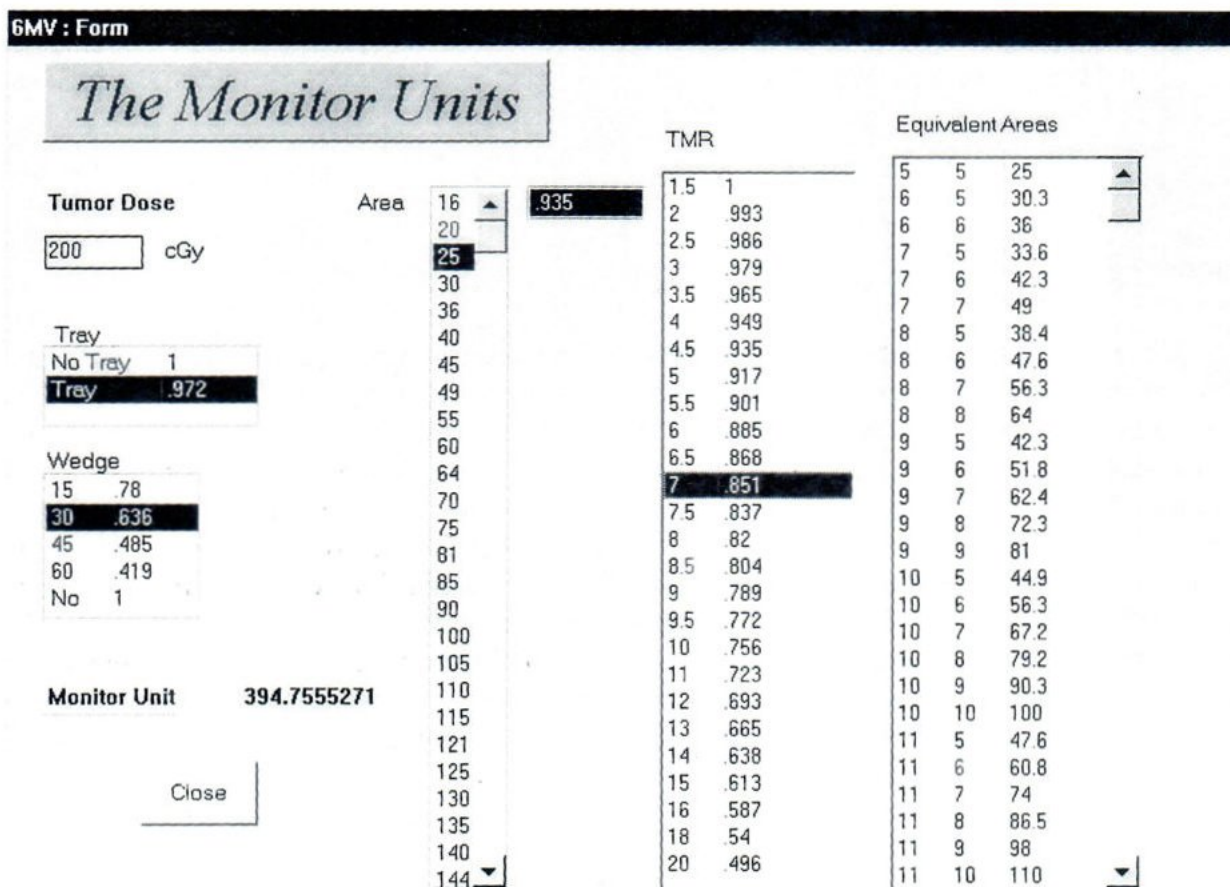 6MV : Form
The Monitor Units
Tumor Dose
200 cGy
Tray
No Tray 1
Tray .972
Wedge
15 .78
30 .636
45 .485
60 .419
No 1
Monitor Unit 394.7555271
Close
Area
16
20
25
30
36
40
45
49
55
60
64
70
75
81
85
90
100
105
110
115
121
125
130
135
140
144
.935
TMR
1.5 1
2 .993
2.5 .986
3 .979
3.5 .965
4 .949
4.5 .935
5 .917
5.5 .901
6 .885
6.5 .868
7 .851
7.5 .837
8 .82
8.5 .804
9 .789
9.5 .772
10 .756
11 .723
12 .693
13 .665
14 .638
15 .613
16 .587
18 .54
20 .496
Equivalent Areas
5 5 25
6 5 30.3
6 6 36
7 5 33.6
7 6 42.3
7 7 49
8 5 38.4
8 6 47.6
8 7 56.3
8 8 64
9 5 42.3
9 6 51.8
9 7 62.4
9 8 72.3
9 9 81
10 5 44.9
10 6 56.3
10 7 67.2
10 8 79.2
10 9 90.3
10 10 100
11 5 47.6
11 6 60.8
11 7 74
11 8 86.5
11 9 98
11 10 110